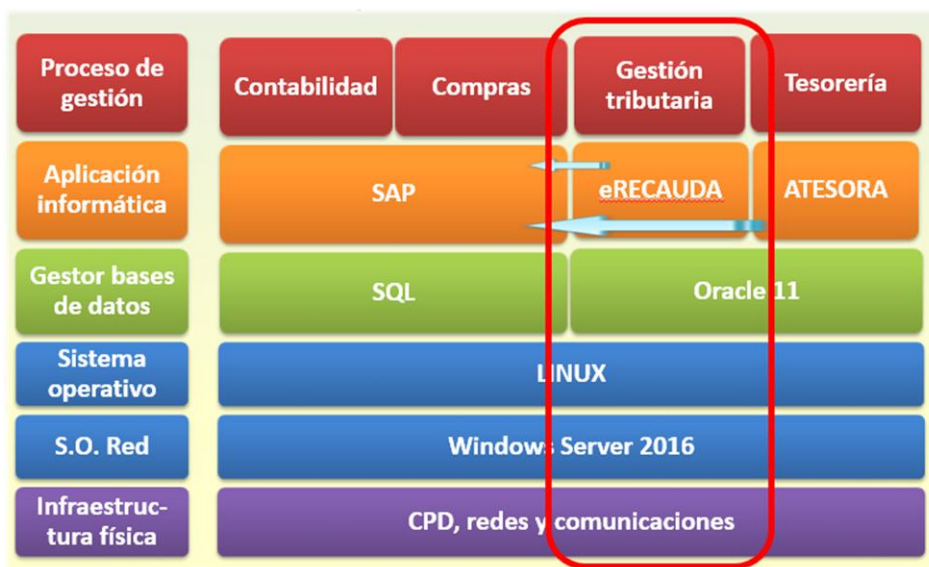 Proceso de
gestión
Contabilidad
Compras
Gestión
tributaria
Tesorería
Aplicación
informática
SAP
eRECAUDA
ATESORA
Gestor bases
de datos
SQL
Oracle 11
Sistema
operativo
LINUX
S.O. Red
Windows Server 2016
Infraestruc-
tura física
CPD, redes y comunicaciones